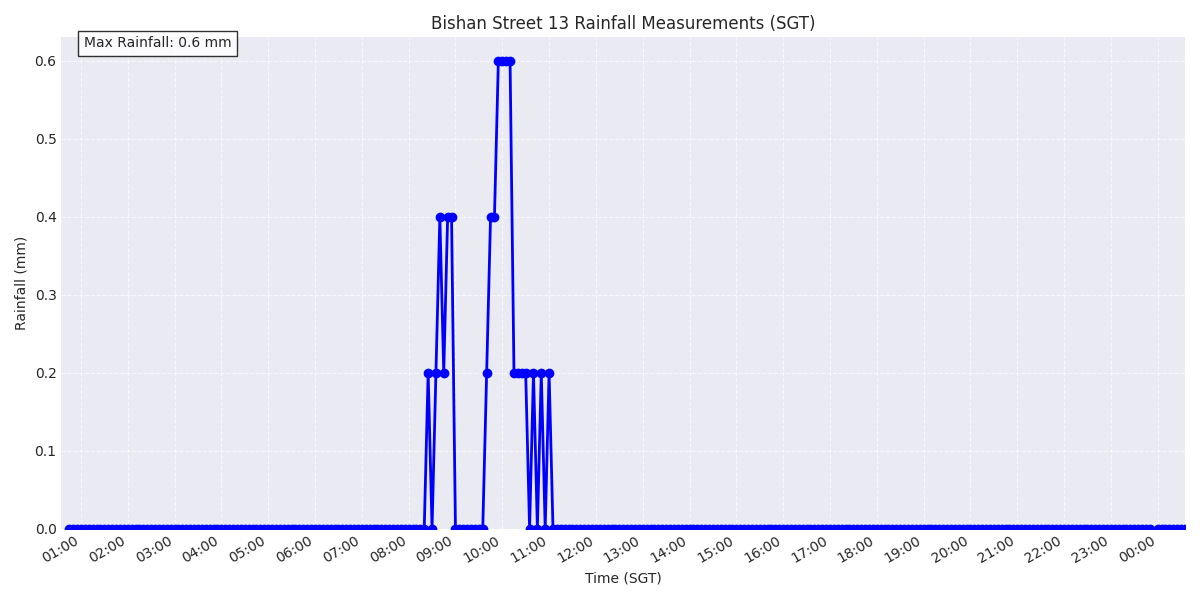 Bishan Street 13 Rainfall Measurements (SGT)
Max Rainfall: 0.6 mm
Rainfall (mm)
0.6
0.5
0.4
0.3
0.2
0.1
0.0
01:00 02:00 03:00 04:00 05:00 06:00 07:00 08:00 09:00 10:00 11:00 12:00 13:00 14:00 15:00 16:00 17:00 18:00 19:00 20:00 21:00 22:00 23:00 00:00
Time (SGT)